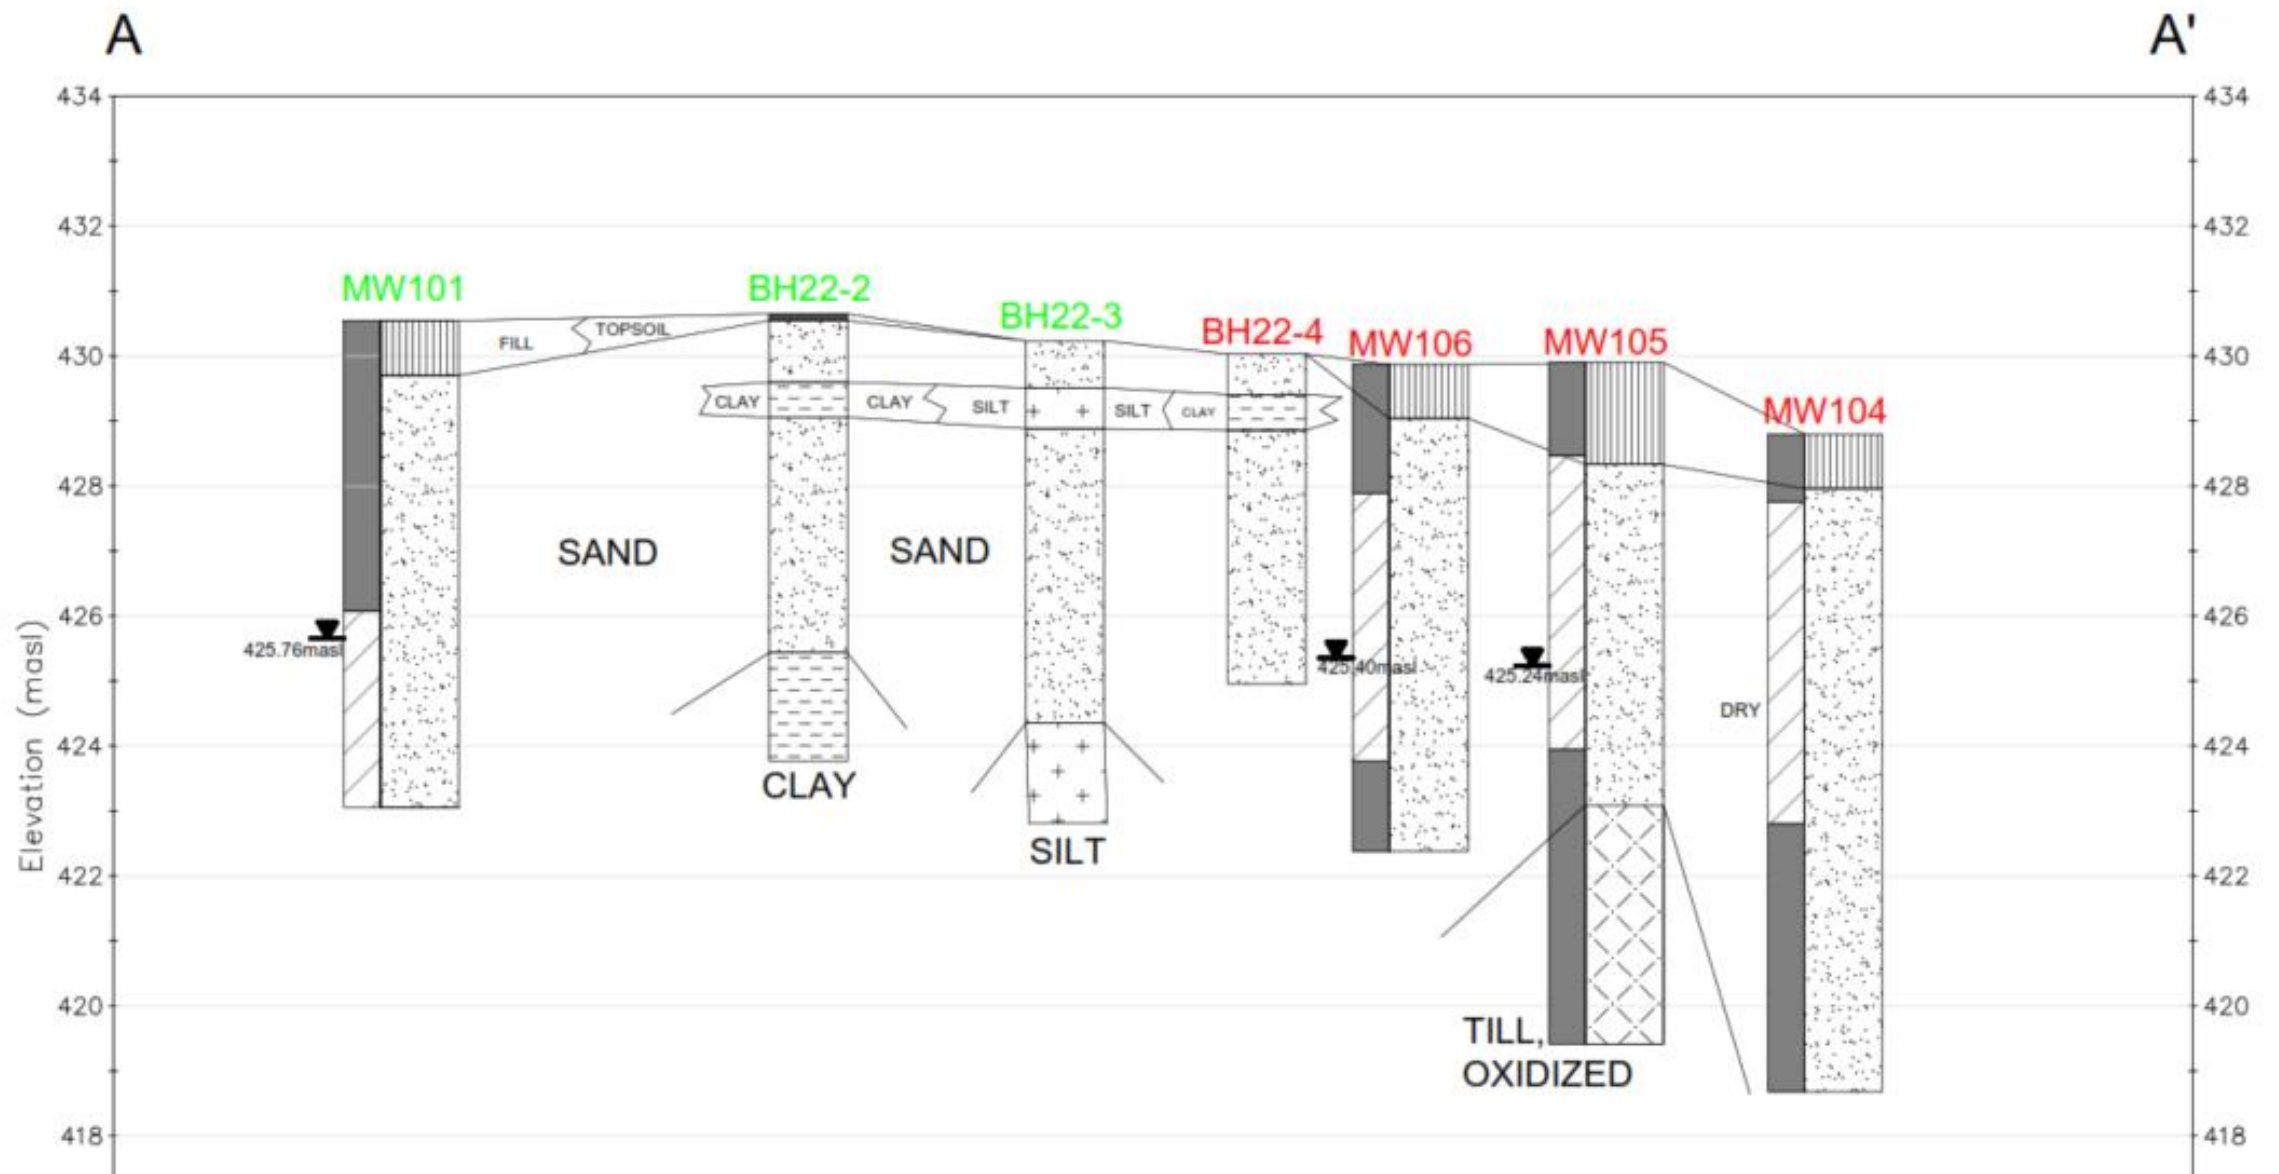 A
A'
434
434
432
432
MW101
BH22-2
BH22-3
BH22-4
MW106
MW105
MW104
FILL
TOPSOIL
430
430
CLAY
CLAY
SILT
SILT
CLAY
428
428
SAND
SAND
426
426
425.76masl
425.40masl
425.24masl
DRY
424
424
CLAY
SILT
422
422
Elevation (masl)
420
420
TILL,
OXIDIZED
418
418